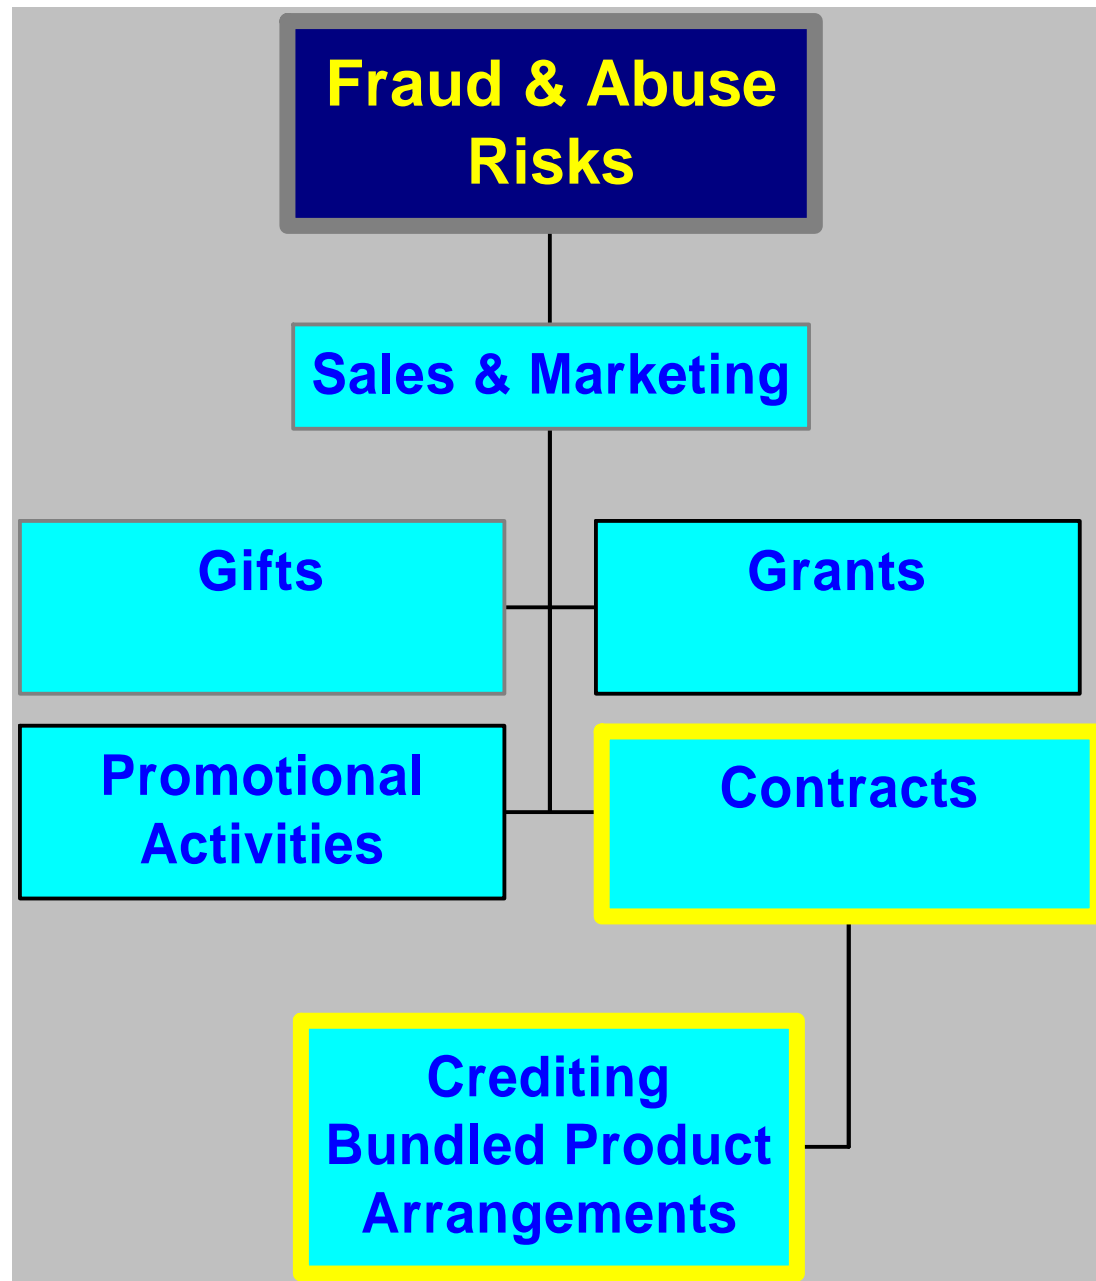 Fraud & Abuse
Risks
Sales & Marketing
Gifts
Grants
Promotional
Activities
Contracts
Crediting
Bundled Product
Arrangements